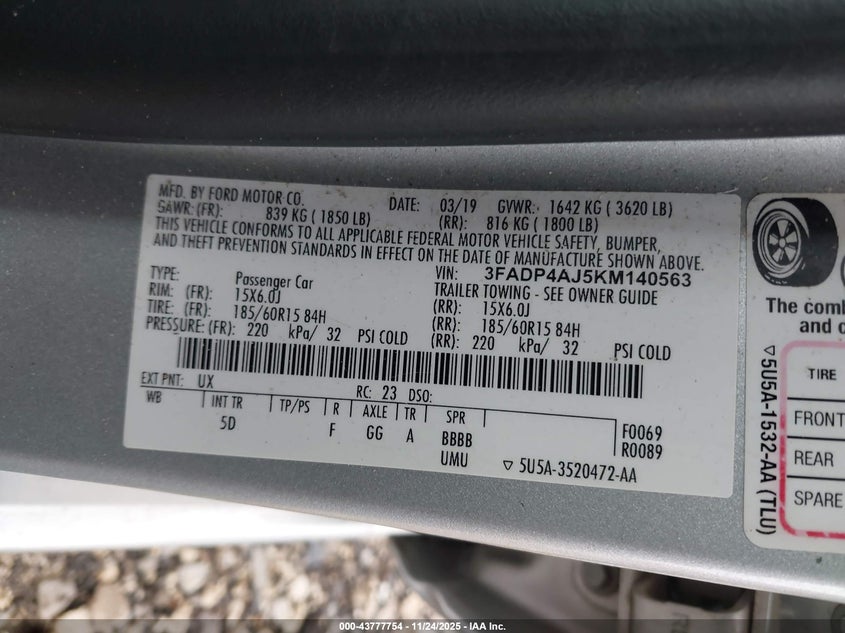 MFD. BY FORD MOTOR CO. DATE: 03/19 GVWR: 1642 KG ( 3620 LB)
GAWR: (FR): 839 KG ( 1850 LB) (RR): 816 KG ( 1800 LB)
THIS VEHICLE CONFORMS TO ALL APPLICABLE FEDERAL MOTOR VEHICLE SAFETY, BUMPER,
AND THEFT PREVENTION STANDARDS IN EFFECT ON THE DATE OF MANUFACTURE SHOWN ABOVE.
TYPE: Passenger Car VIN: 3FADP4AJ5KM140563
TRAILER TOWING - SEE OWNER GUIDE
RIM: (FR): 15X6.0J (RR): 15X6.0J
TIRE: (FR): 185/60R15 84H (RR): 185/60R15 84H
PRESSURE: (FR): 220 kPa/ 32 PSI COLD (RR): 220 kPa/ 32 PSI COLD
EXT PNT: UX RC: 23 DSO:
WB INT TR TP/PS R AXLE TR SPR
5D F GG A BBBB F0069
UMU R0089
▽ 5U5A-3520472-AA
The comb
and c
▽ 5U5A-1532-AA (TLU)
TIRE
FRONT
REAR
SPARE
000-43777754 - 11/24/2025 - IAA Inc.